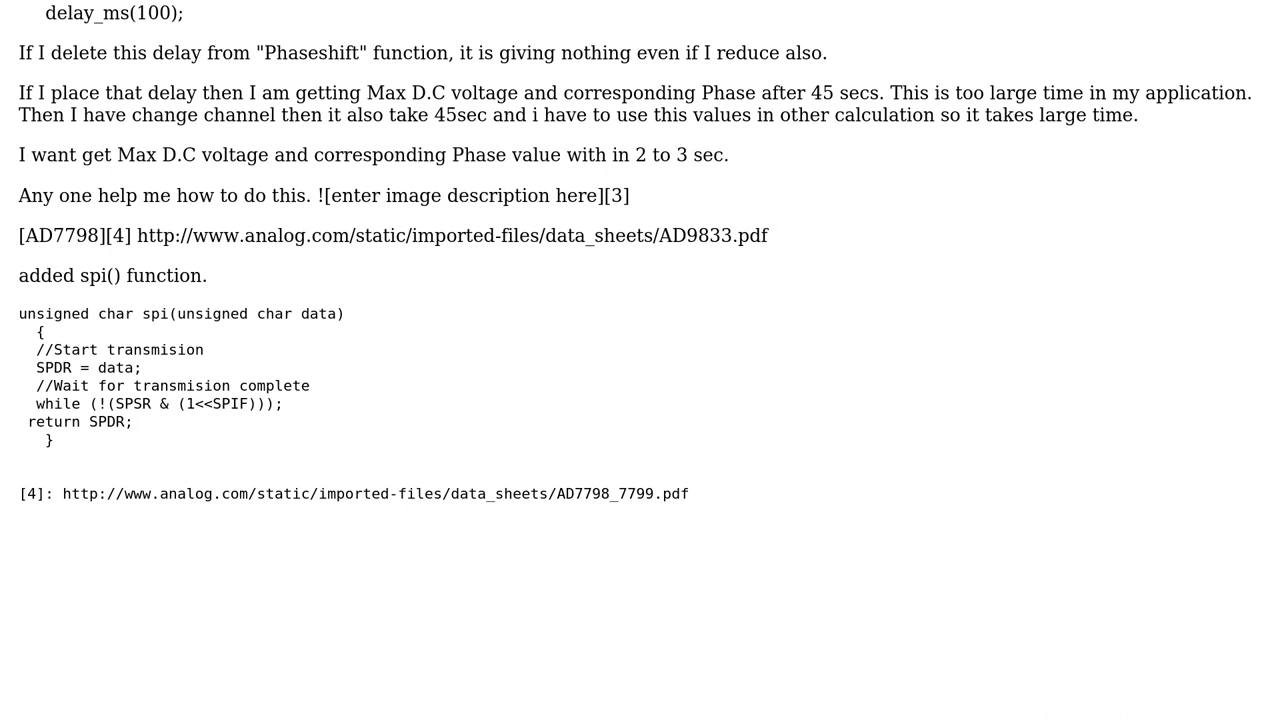 delay_ms(100);
If I delete this delay from "Phaseshift" function, it is giving nothing even if I reduce also.
If I place that delay then I am getting Max D.C voltage and corresponding Phase after 45 secs. This is too large time in my application.
Then I have change channel then it also take 45sec and i have to use this values in other calculation so it takes large time.
I want get Max D.C voltage and corresponding Phase value with in 2 to 3 sec.
Any one help me how to do this. ![enter image description here][3]
[AD7798][4] http://www.analog.com/static/imported-files/data_sheets/AD9833.pdf
added spi() function.
unsigned char spi(unsigned char data)
{
//Start transmision
SPDR = data;
//Wait for transmision complete
while (!(SPSR & (1<<SPIF)));
return SPDR;
}
[4]: http://www.analog.com/static/imported-files/data_sheets/AD7798_7799.pdf